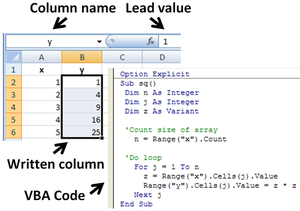 Column name Lead value
y fx 1
A B C D
1 x y
2 1 1
3 2 4
4 3 9
5 4 16
6 5 25
Written column
VBA Code
Option Explicit
Sub sq()
Dim n As Integer
Dim j As Integer
Dim z As Variant
'Count size of array
n = Range("x").Count
'Do loop
For j = 1 To n
z = Range("x").Cells(j).Value
Range("y").Cells(j).Value = z * z
Next j
End Sub